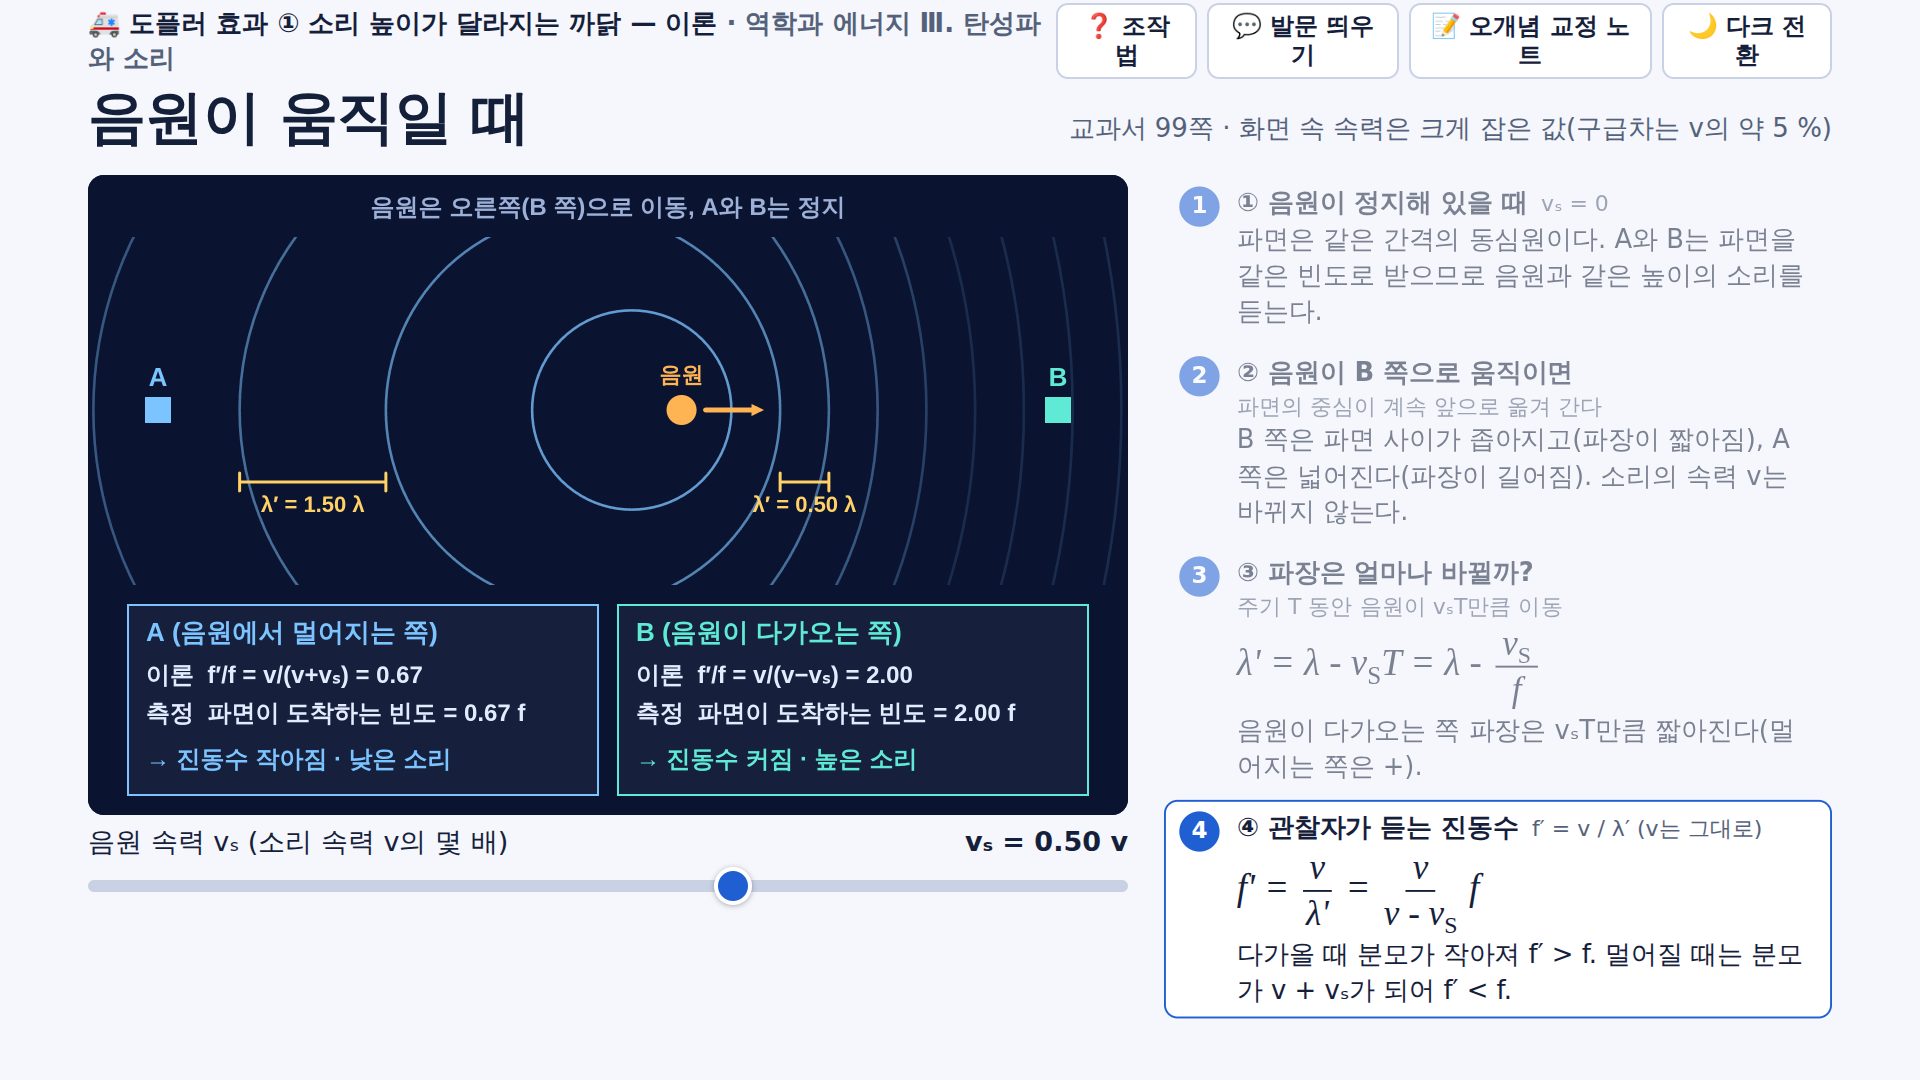 🚑 도플러 효과 ① 소리 높이가 달라지는 까닭 — 이론 · 역학과 에너지 Ⅲ. 탄성파
와 소리
❓ 조작
법
💬 발문 띄우
기
📝 오개념 교정 노
트
🌙 다크 전
환
음원이 움직일 때
교과서 99쪽 · 화면 속 속력은 크게 잡은 값(구급차는 v의 약 5 %)
음원은 오른쪽(B 쪽)으로 이동, A와 B는 정지
A
음원
B
λ′ = 1.50 λ
λ′ = 0.50 λ
A (음원에서 멀어지는 쪽)
이론 f′/f = v/(v+vₛ) = 0.67
측정 파면이 도착하는 빈도 = 0.67 f
→ 진동수 작아짐 · 낮은 소리
B (음원이 다가오는 쪽)
이론 f′/f = v/(v−vₛ) = 2.00
측정 파면이 도착하는 빈도 = 2.00 f
→ 진동수 커짐 · 높은 소리
음원 속력 vₛ (소리 속력 v의 몇 배)
vₛ = 0.50 v
1
① 음원이 정지해 있을 때 vₛ = 0
파면은 같은 간격의 동심원이다. A와 B는 파면을
같은 빈도로 받으므로 음원과 같은 높이의 소리를
듣는다.
2
② 음원이 B 쪽으로 움직이면
파면의 중심이 계속 앞으로 옮겨 간다
B 쪽은 파면 사이가 좁아지고(파장이 짧아짐), A
쪽은 넓어진다(파장이 길어짐). 소리의 속력 v는
바뀌지 않는다.
3
③ 파장은 얼마나 바뀔까?
주기 T 동안 음원이 vₛT만큼 이동
λ' = λ - v_S T = λ - v_S / f
음원이 다가오는 쪽 파장은 vₛT만큼 짧아진다(멀
어지는 쪽은 +).
4
④ 관찰자가 듣는 진동수 f′ = v / λ′ (v는 그대로)
f' = v / λ' = v / (v - v_S) f
다가올 때 분모가 작아져 f′ > f. 멀어질 때는 분모
가 v + vₛ가 되어 f′ < f.